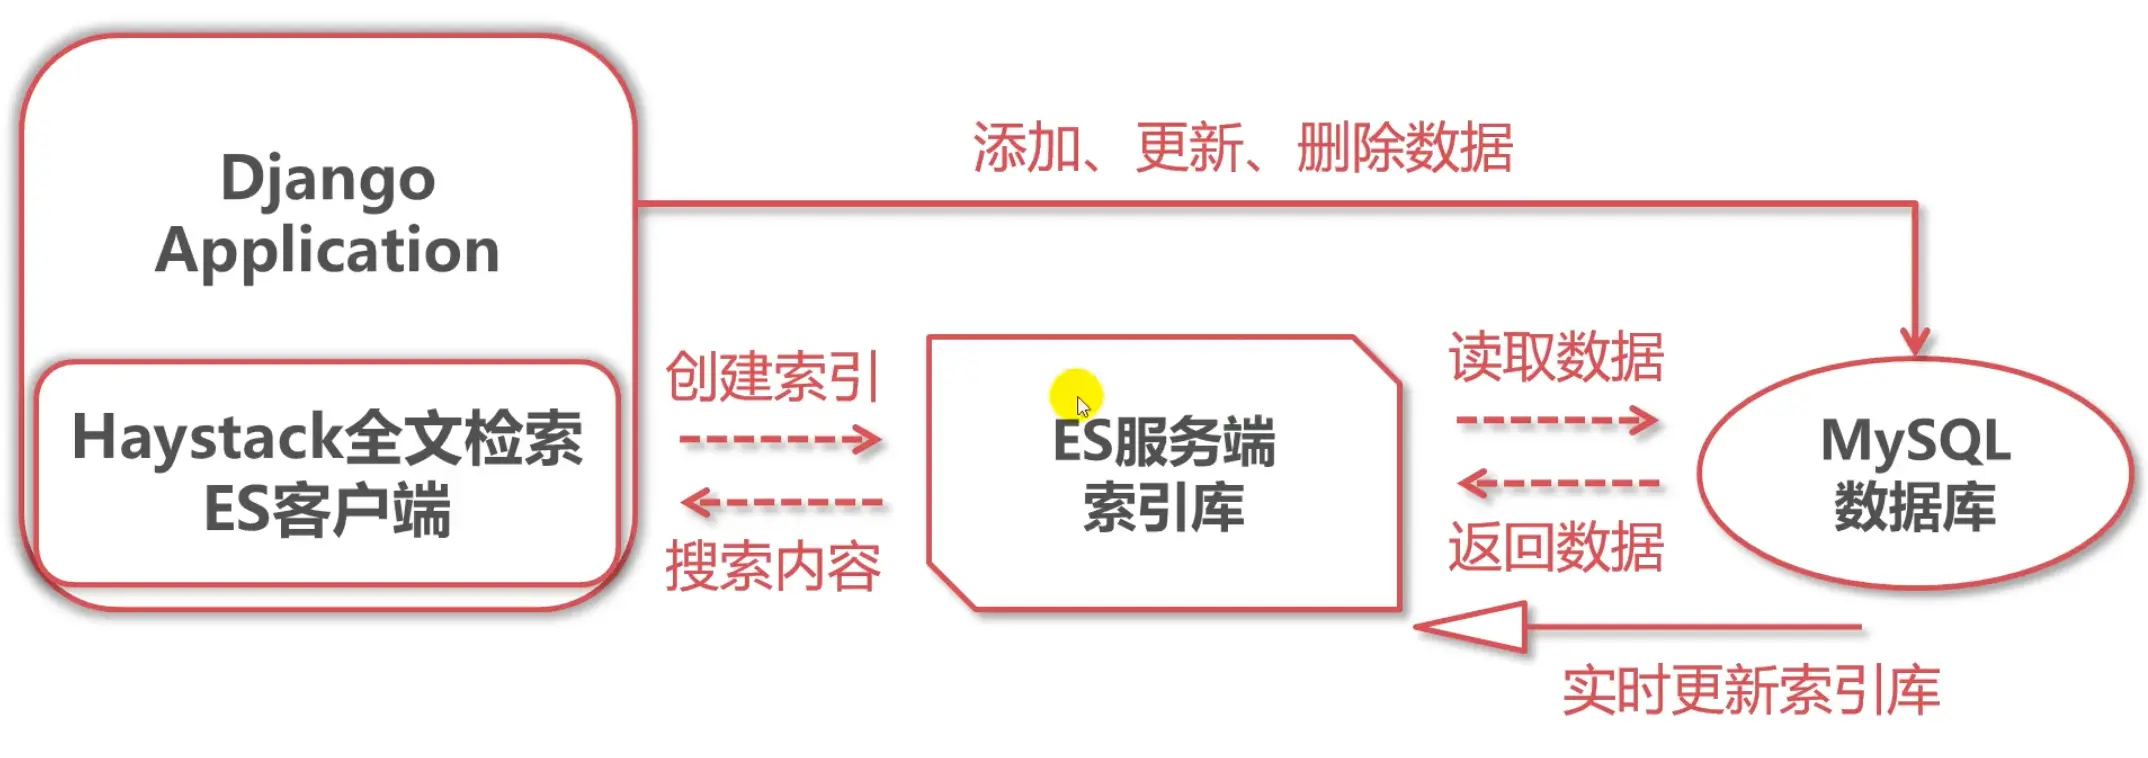 Django
Application
添加、更新、删除数据
Haystack全文检索
ES客户端
创建索引
搜索内容
ES服务端
索引库
读取数据
返回数据
MySQL
数据库
实时更新索引库